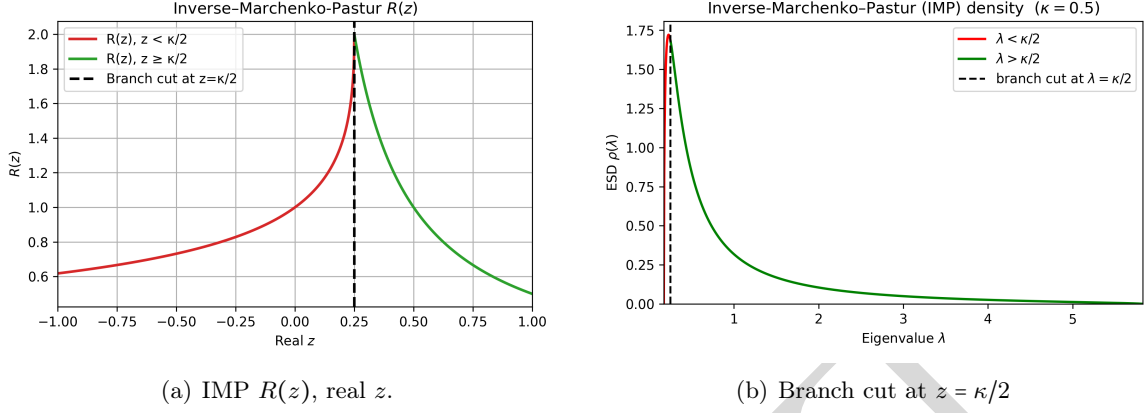 Inverse-Marchenko-Pastur R(z)
R(z), z < κ/2
R(z), z ≥ κ/2
Branch cut at z=κ/2
R(z)
2.0
1.8
1.6
1.4
1.2
1.0
0.8
0.6
−1.00 −0.75 −0.50 −0.25 0.00 0.25 0.50 0.75 1.00
Real z
(a) IMP R(z), real z.
Inverse-Marchenko–Pastur (IMP) density (κ = 0.5)
λ < κ/2
λ > κ/2
branch cut at λ = κ/2
ESD ρ(λ)
1.75
1.50
1.25
1.00
0.75
0.50
0.25
0.00
1 2 3 4 5
Eigenvalue λ
(b) Branch cut at z = κ/2